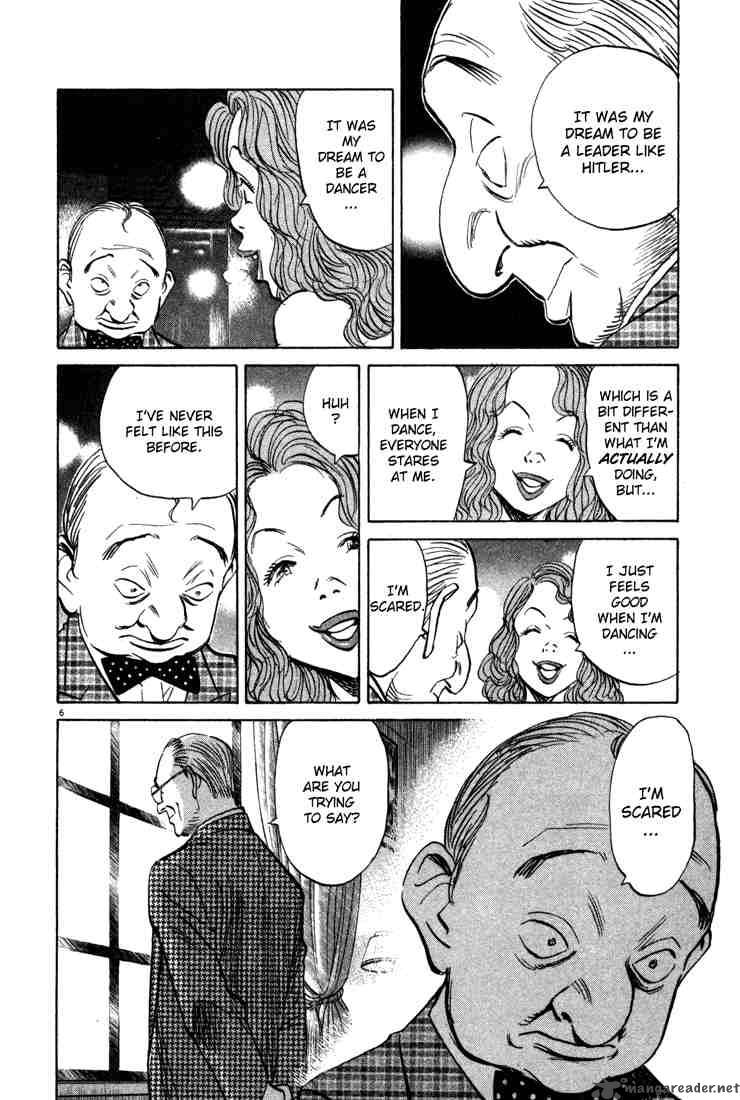 IT WAS MY
DREAM TO BE
A LEADER LIKE
HITLER...
IT WAS
MY
DREAM TO
BE A
DANCER
...
WHICH IS A
BIT DIFFER-
ENT THAN
WHAT I'M
ACTUALLY
DOING,
BUT...
WHEN I
DANCE,
EVERYONE
STARES
AT ME.
I JUST
FEELS
GOOD
WHEN I'M
DANCING
...
I'M
SCARED.
HUH
?
I'VE NEVER
FELT LIKE THIS
BEFORE.
6
I'M
SCARED
...
WHAT
ARE YOU
TRYING
TO SAY?
mangareader.net